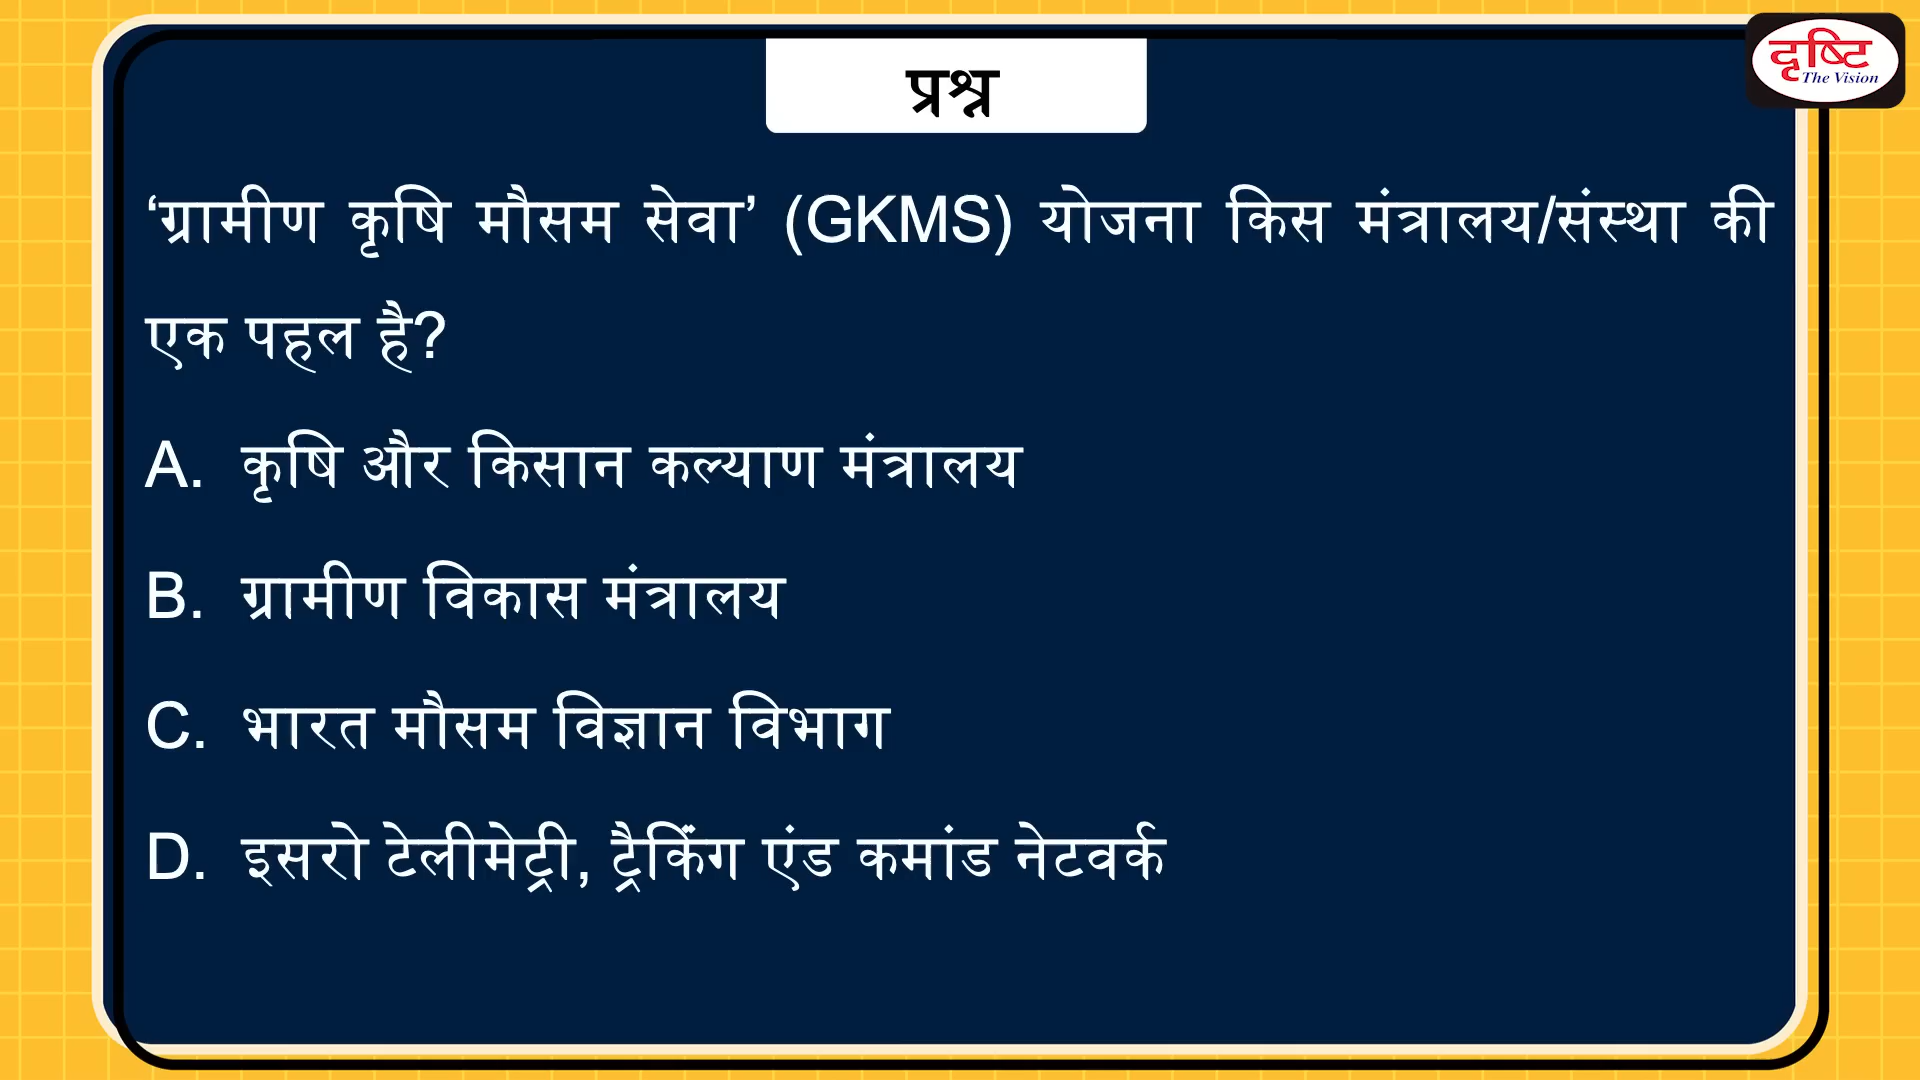 दृष्टि
The Vision
प्रश्न
‘ग्रामीण कृषि मौसम सेवा’ (GKMS) योजना किस मंत्रालय/संस्था की
एक पहल है?
A. कृषि और किसान कल्याण मंत्रालय
B. ग्रामीण विकास मंत्रालय
C. भारत मौसम विज्ञान विभाग
D. इसरो टेलीमेट्री, ट्रैकिंग एंड कमांड नेटवर्क